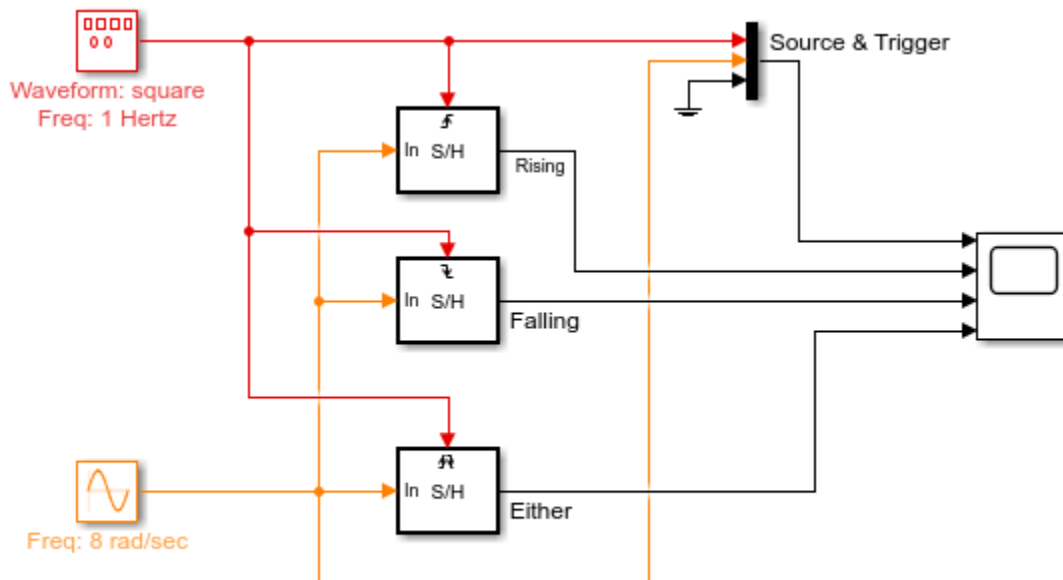 Source & Trigger
Waveform: square
Freq: 1 Hertz
In S/H
Rising
In S/H
Falling
In S/H
Either
Freq: 8 rad/sec